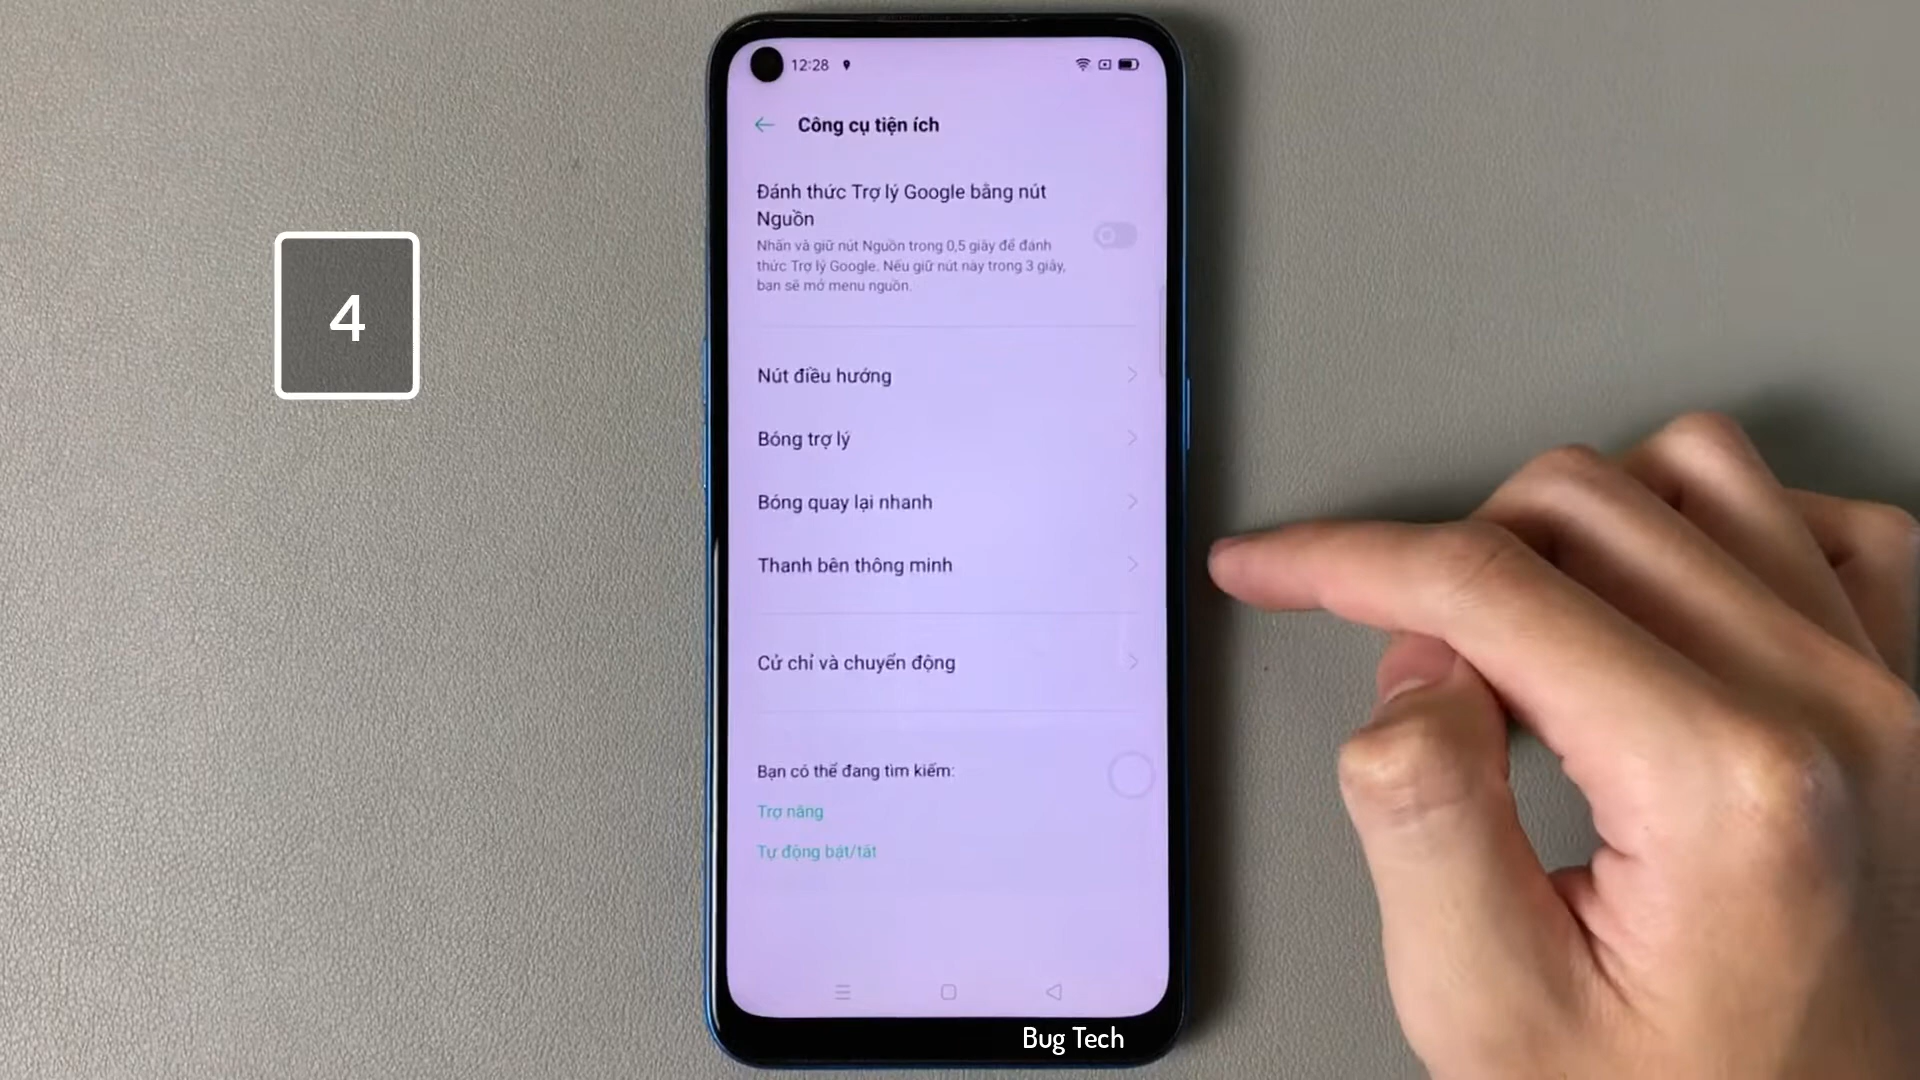 12:28
Công cụ tiện ích
Đánh thức Trợ lý Google bằng nút
Nguồn
Nhấn và giữ nút Nguồn trong 0,5 giây để đánh
thức Trợ lý Google. Nếu giữ nút này trong 3 giây,
bạn sẽ mở menu nguồn.
4
Nút điều hướng
Bóng trợ lý
Bóng quay lại nhanh
Thanh bên thông minh
Cử chỉ và chuyển động
Bạn có thể đang tìm kiếm:
Trợ năng
Tự động bật/tắt
Bug Tech